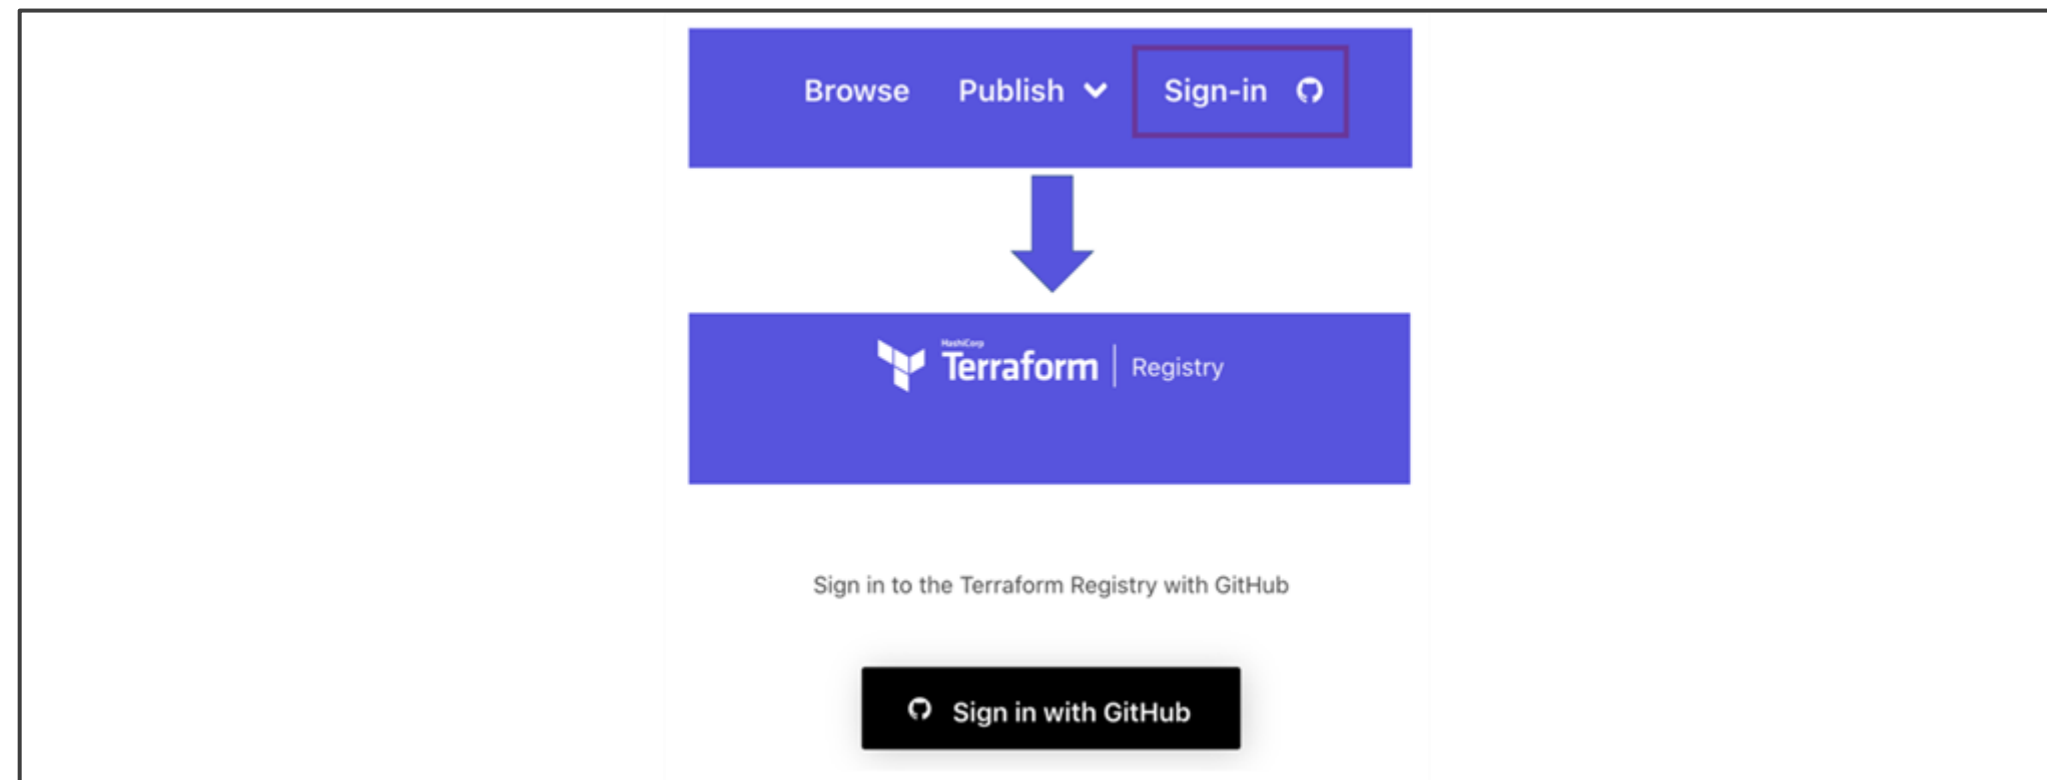 Browse Publish Sign-in
HashiCorp
Terraform Registry
Sign in to the Terraform Registry with GitHub
Sign in with GitHub